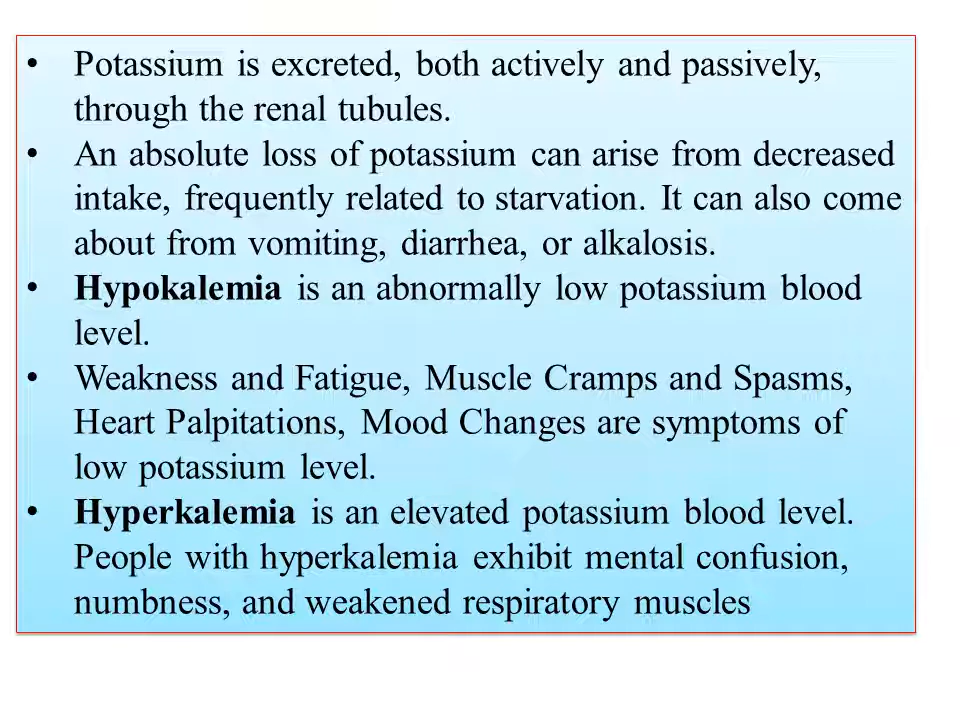 • Potassium is excreted, both actively and passively,
through the renal tubules.
• An absolute loss of potassium can arise from decreased
intake, frequently related to starvation. It can also come
about from vomiting, diarrhea, or alkalosis.
• Hypokalemia is an abnormally low potassium blood
level.
• Weakness and Fatigue, Muscle Cramps and Spasms,
Heart Palpitations, Mood Changes are symptoms of
low potassium level.
• Hyperkalemia is an elevated potassium blood level.
People with hyperkalemia exhibit mental confusion,
numbness, and weakened respiratory muscles